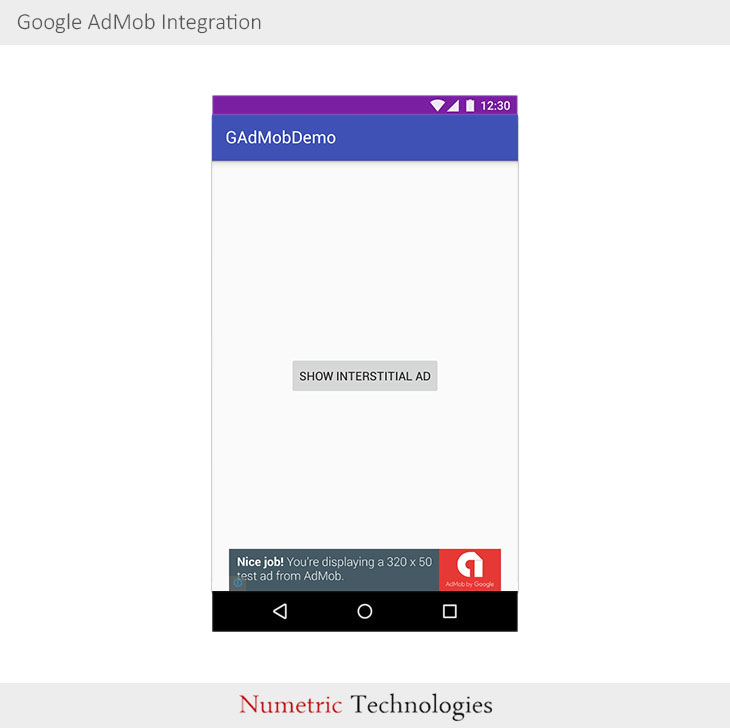 Google AdMob Integration
12:30
GAdMobDemo
SHOW INTERSTITIAL AD
Nice job! You're displaying a 320 x 50
test ad from AdMob.
AdMob by Google
Numetric Technologies